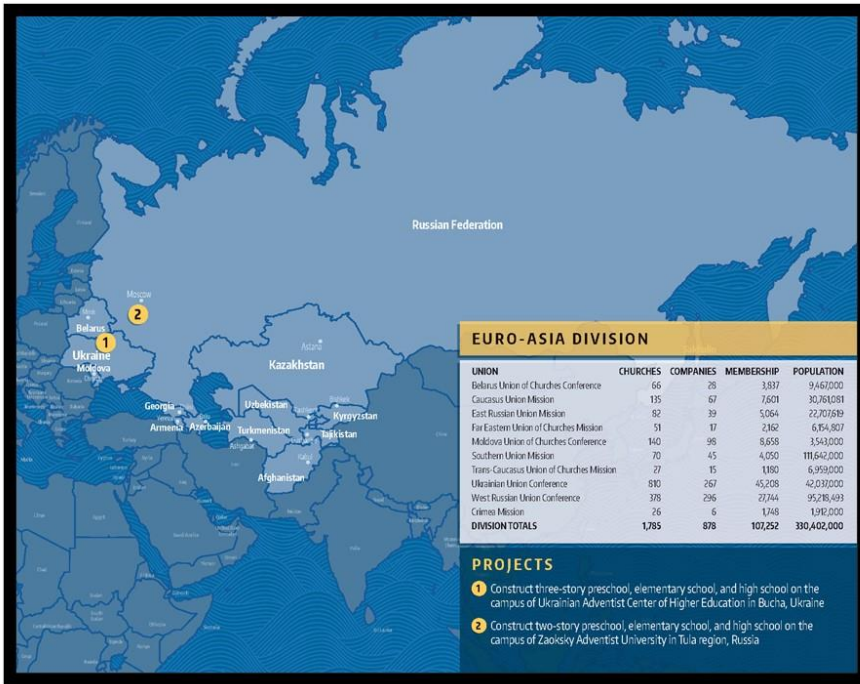 Russian Federation
Moscow
Minsk
Belarus
Ukraine
Moldova
Astana
Kazakhstan
Georgia
Armenia
Azerbaijan
Uzbekistan
Turkmenistan
Ashgabat
Bishkek
Kyrgyzstan
Tajikistan
Kabul
Afghanistan
1
2
EURO-ASIA DIVISION
UNION CHURCHES COMPANIES MEMBERSHIP POPULATION
Belarus Union of Churches Conference 66 28 3,837 9,467,000
Caucasus Union Mission 135 67 7,601 30,761,081
East Russian Union Mission 82 39 5,064 22,707,619
Far Eastern Union of Churches Mission 51 17 2,162 6,154,807
Moldova Union of Churches Conference 140 98 8,658 3,543,000
Southern Union Mission 70 45 4,050 111,642,000
Trans-Caucasus Union of Churches Mission 27 15 1,180 6,959,000
Ukrainian Union Conference 810 267 45,208 42,037,000
West Russian Union Conference 378 296 27,744 95,218,493
Crimea Mission 26 6 1,748 1,912,000
DIVISION TOTALS 1,785 878 107,252 330,402,000
PROJECTS
1 Construct three-story preschool, elementary school, and high school on the
campus of Ukrainian Adventist Center of Higher Education in Bucha, Ukraine
2 Construct two-story preschool, elementary school, and high school on the
campus of Zaoksky Adventist University in Tula region, Russia